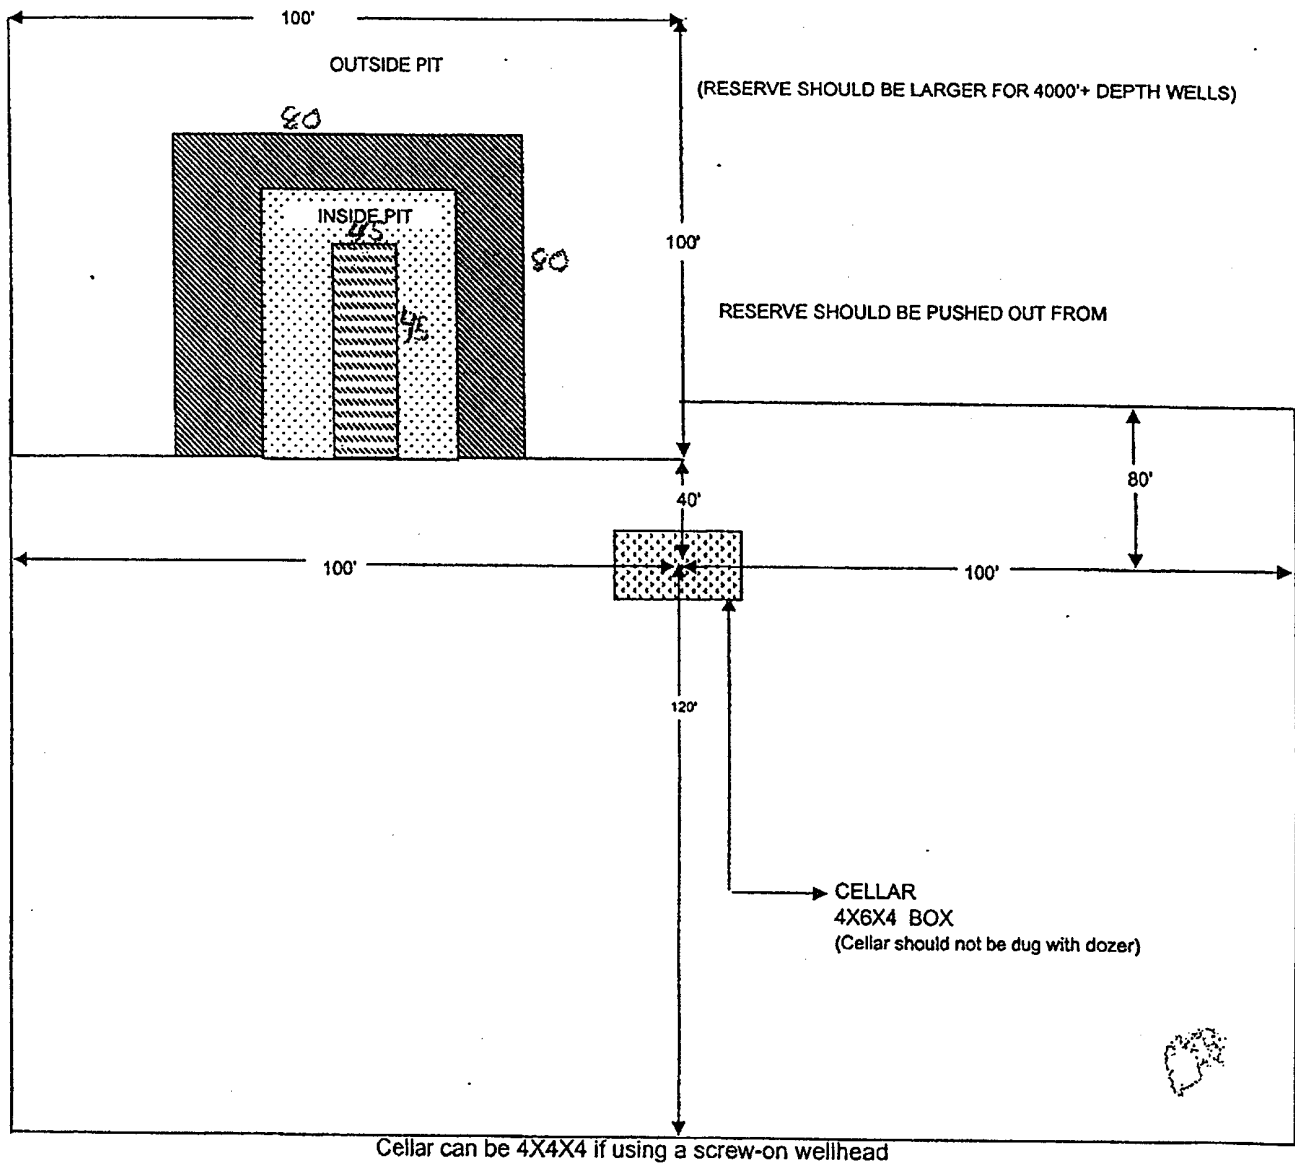 100'
OUTSIDE PIT
(RESERVE SHOULD BE LARGER FOR 4000'+ DEPTH WELLS)
80
INSIDE PIT
45
100'
80
45
RESERVE SHOULD BE PUSHED OUT FROM
80'
40'
100'
100'
120'
CELLAR
4X6X4 BOX
(Cellar should not be dug with dozer)
Cellar can be 4X4X4 if using a screw-on wellhead